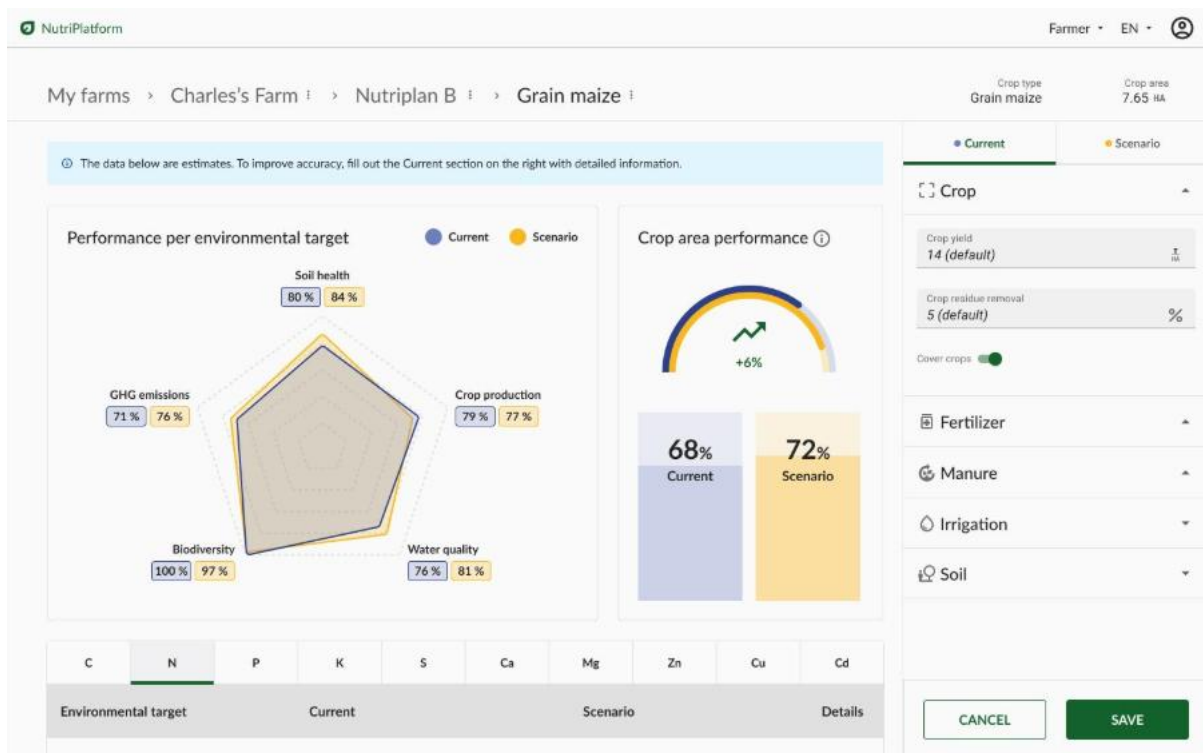 NutriPlatform
Farmer EN
My farms › Charles's Farm › Nutriplan B › Grain maize
Crop type
Grain maize
Crop area
7.65 HA
The data below are estimates. To improve accuracy, fill out the Current section on the right with detailed information.
Performance per environmental target
Current Scenario
Soil health
80 % 84 %
GHG emissions
71 % 76 %
Crop production
79 % 77 %
Biodiversity
100 % 97 %
Water quality
76 % 81 %
Crop area performance
+6%
68%
Current
72%
Scenario
C N P K S Ca Mg Zn Cu Cd
Environmental target Current Scenario Details
Current Scenario
Crop
Crop yield
14 (default)
T
HA
Crop residue removal
5 (default) %
Cover crops
Fertilizer
Manure
Irrigation
Soil
CANCEL SAVE